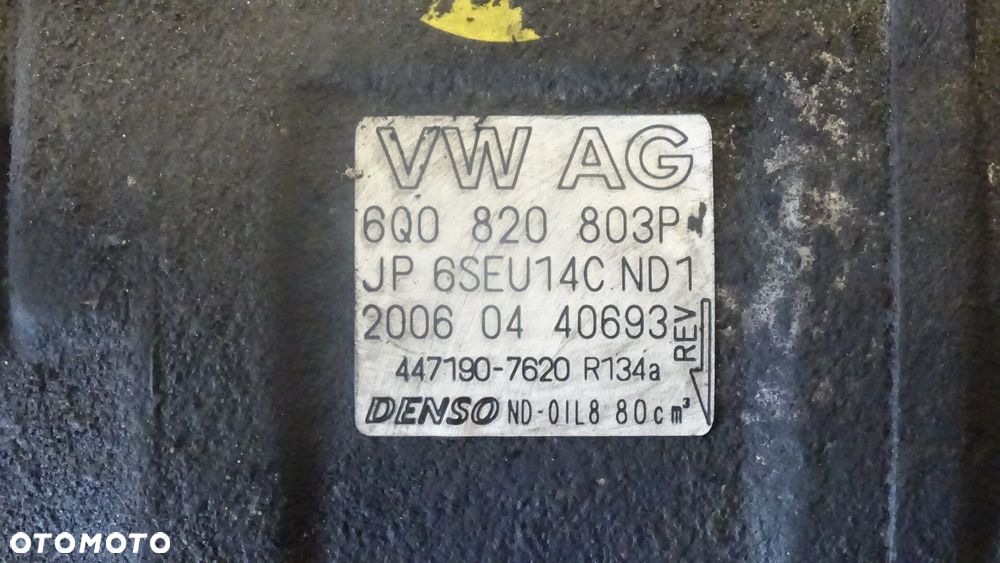 VW AG
6Q0 820 803P
JP 6SEU14C ND1
2006 04 40693
REV
447190-7620 R134a
DENSO ND-OIL8 80cm³
OTOMOTO